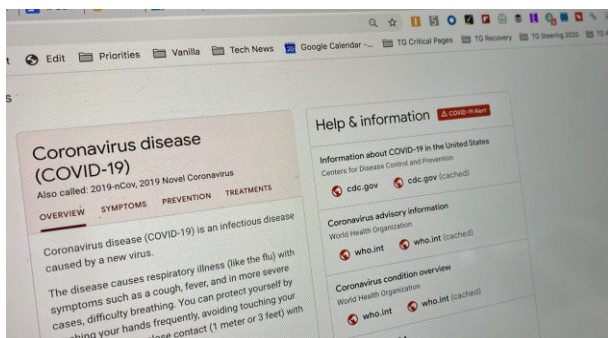 Edit
Priorities
Vanilla
Tech News
20
Google Calendar -...
TG Critical Pages
TG Recovery
TG Steering 2020
Coronavirus disease
(COVID-19)
Also called: 2019-nCov, 2019 Novel Coronavirus
OVERVIEW SYMPTOMS PREVENTION TREATMENTS
Coronavirus disease (COVID-19) is an infectious disease
caused by a new virus.
The disease causes respiratory illness (like the flu) with
symptoms such as a cough, fever, and in more severe
cases, difficulty breathing. You can protect yourself by
your hands frequently, avoiding touching your
contact (1 meter or 3 feet) with
Help & information COVID-19 Alert
Information about COVID-19 in the United States
Centers for Disease Control and Prevention
cdc.gov cdc.gov (cached)
Coronavirus advisory information
World Health Organization
who.int who.int (cached)
Coronavirus condition overview
World Health Organization
who.int who.int (cached)